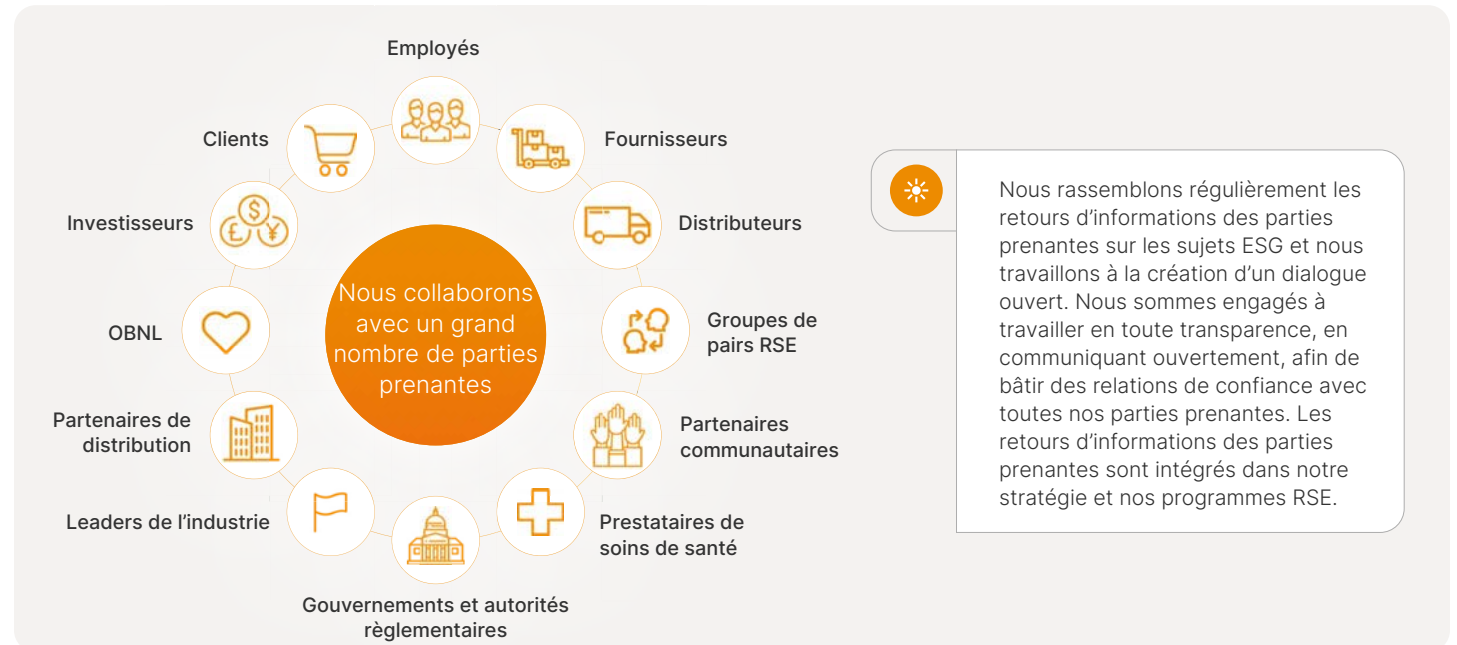 Employés
Clients
Fournisseurs
Investisseurs
Distributeurs
OBNL
Groupes de
pairs RSE
Partenaires de
distribution
Partenaires
communautaires
Leaders de l’industrie
Prestataires de
soins de santé
Gouvernements et autorités
règlementaires
Nous collaborons
avec un grand
nombre de parties
prenantes
Nous rassemblons régulièrement les
retours d’informations des parties
prenantes sur les sujets ESG et nous
travaillons à la création d’un dialogue
ouvert. Nous sommes engagés à
travailler en toute transparence, en
communiquant ouvertement, afin de
bâtir des relations de confiance avec
toutes nos parties prenantes. Les
retours d’informations des parties
prenantes sont intégrés dans notre
stratégie et nos programmes RSE.